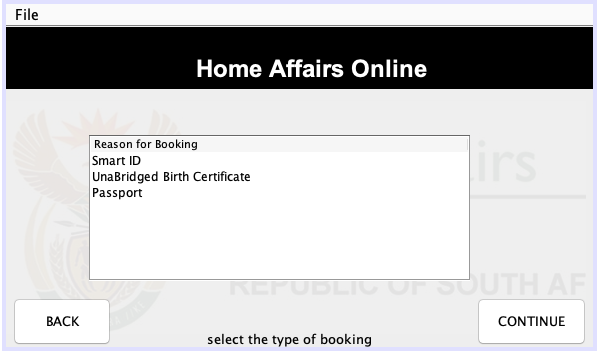 File
Home Affairs Online
irs
Reason for Booking
Smart ID
UnaBridged Birth Certificate
Passport
REPUBLIC OF SOUTH AF
BACK
CONTINUE
select the type of booking